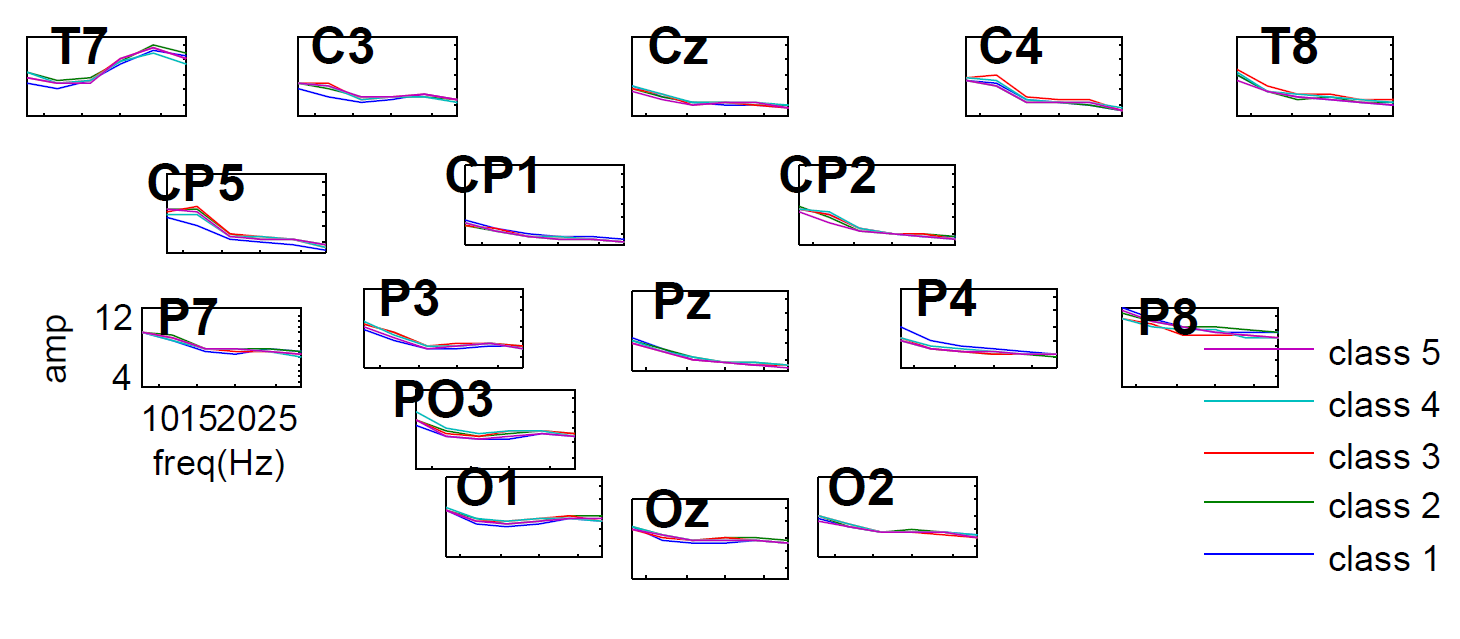 T7
C3
Cz
C4
T8
CP5
CP1
CP2
P7
P3
Pz
P4
P8
amp
12
4
10152025
freq(Hz)
PO3
O1
Oz
O2
class 5
class 4
class 3
class 2
class 1